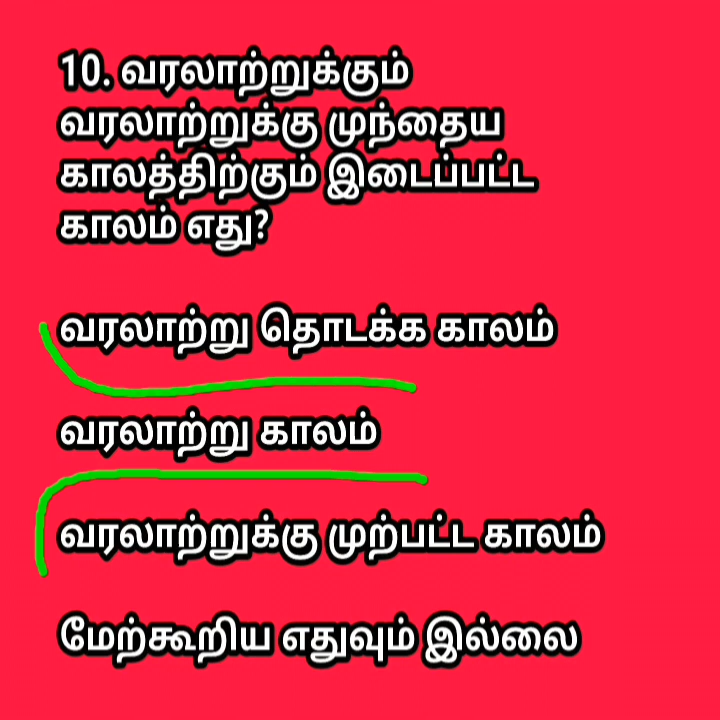 10. வரலாற்றுக்கும்
வரலாற்றுக்கு முந்தைய
காலத்திற்கும் இடைப்பட்ட
காலம் எது?
வரலாற்று தொடக்க காலம்
வரலாற்று காலம்
வரலாற்றுக்கு முற்பட்ட காலம்
மேற்கூறிய எதுவும் இல்லை